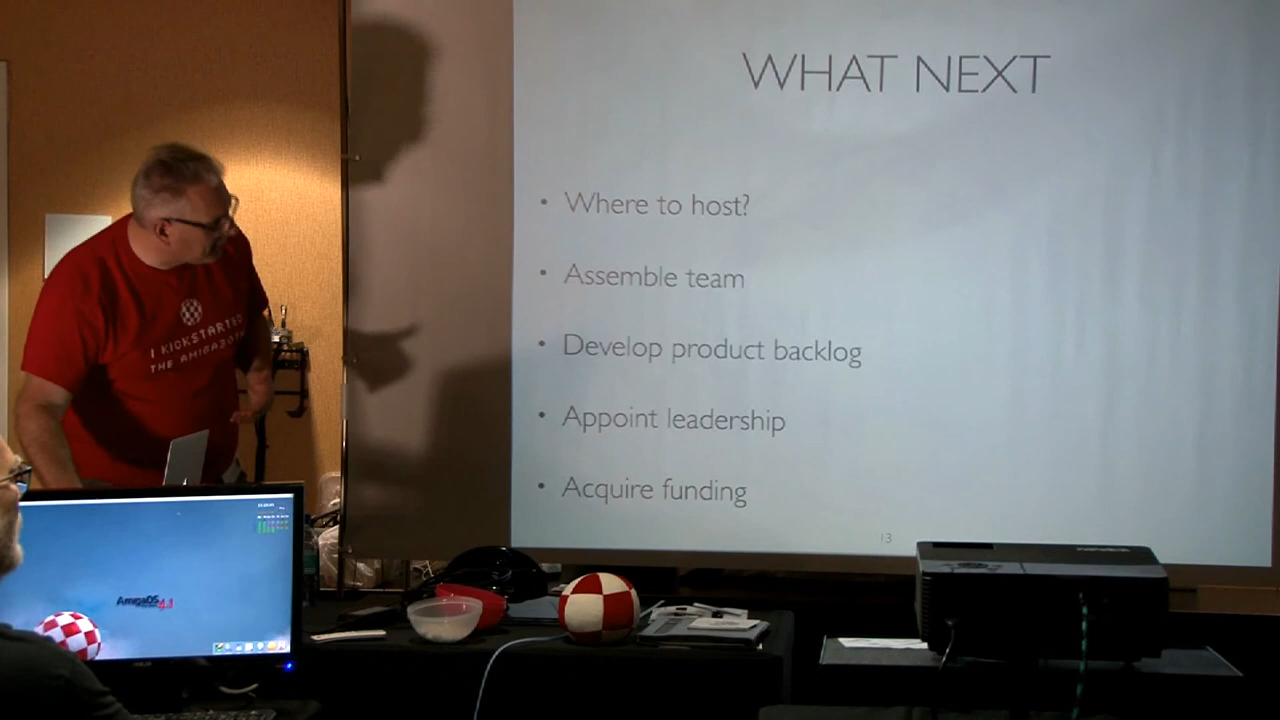 WHAT NEXT
• Where to host?
• Assemble team
• Develop product backlog
• Appoint leadership
• Acquire funding
13
I KICKSTARTED
THE AMIGA30TH
AmigaOS 4.1